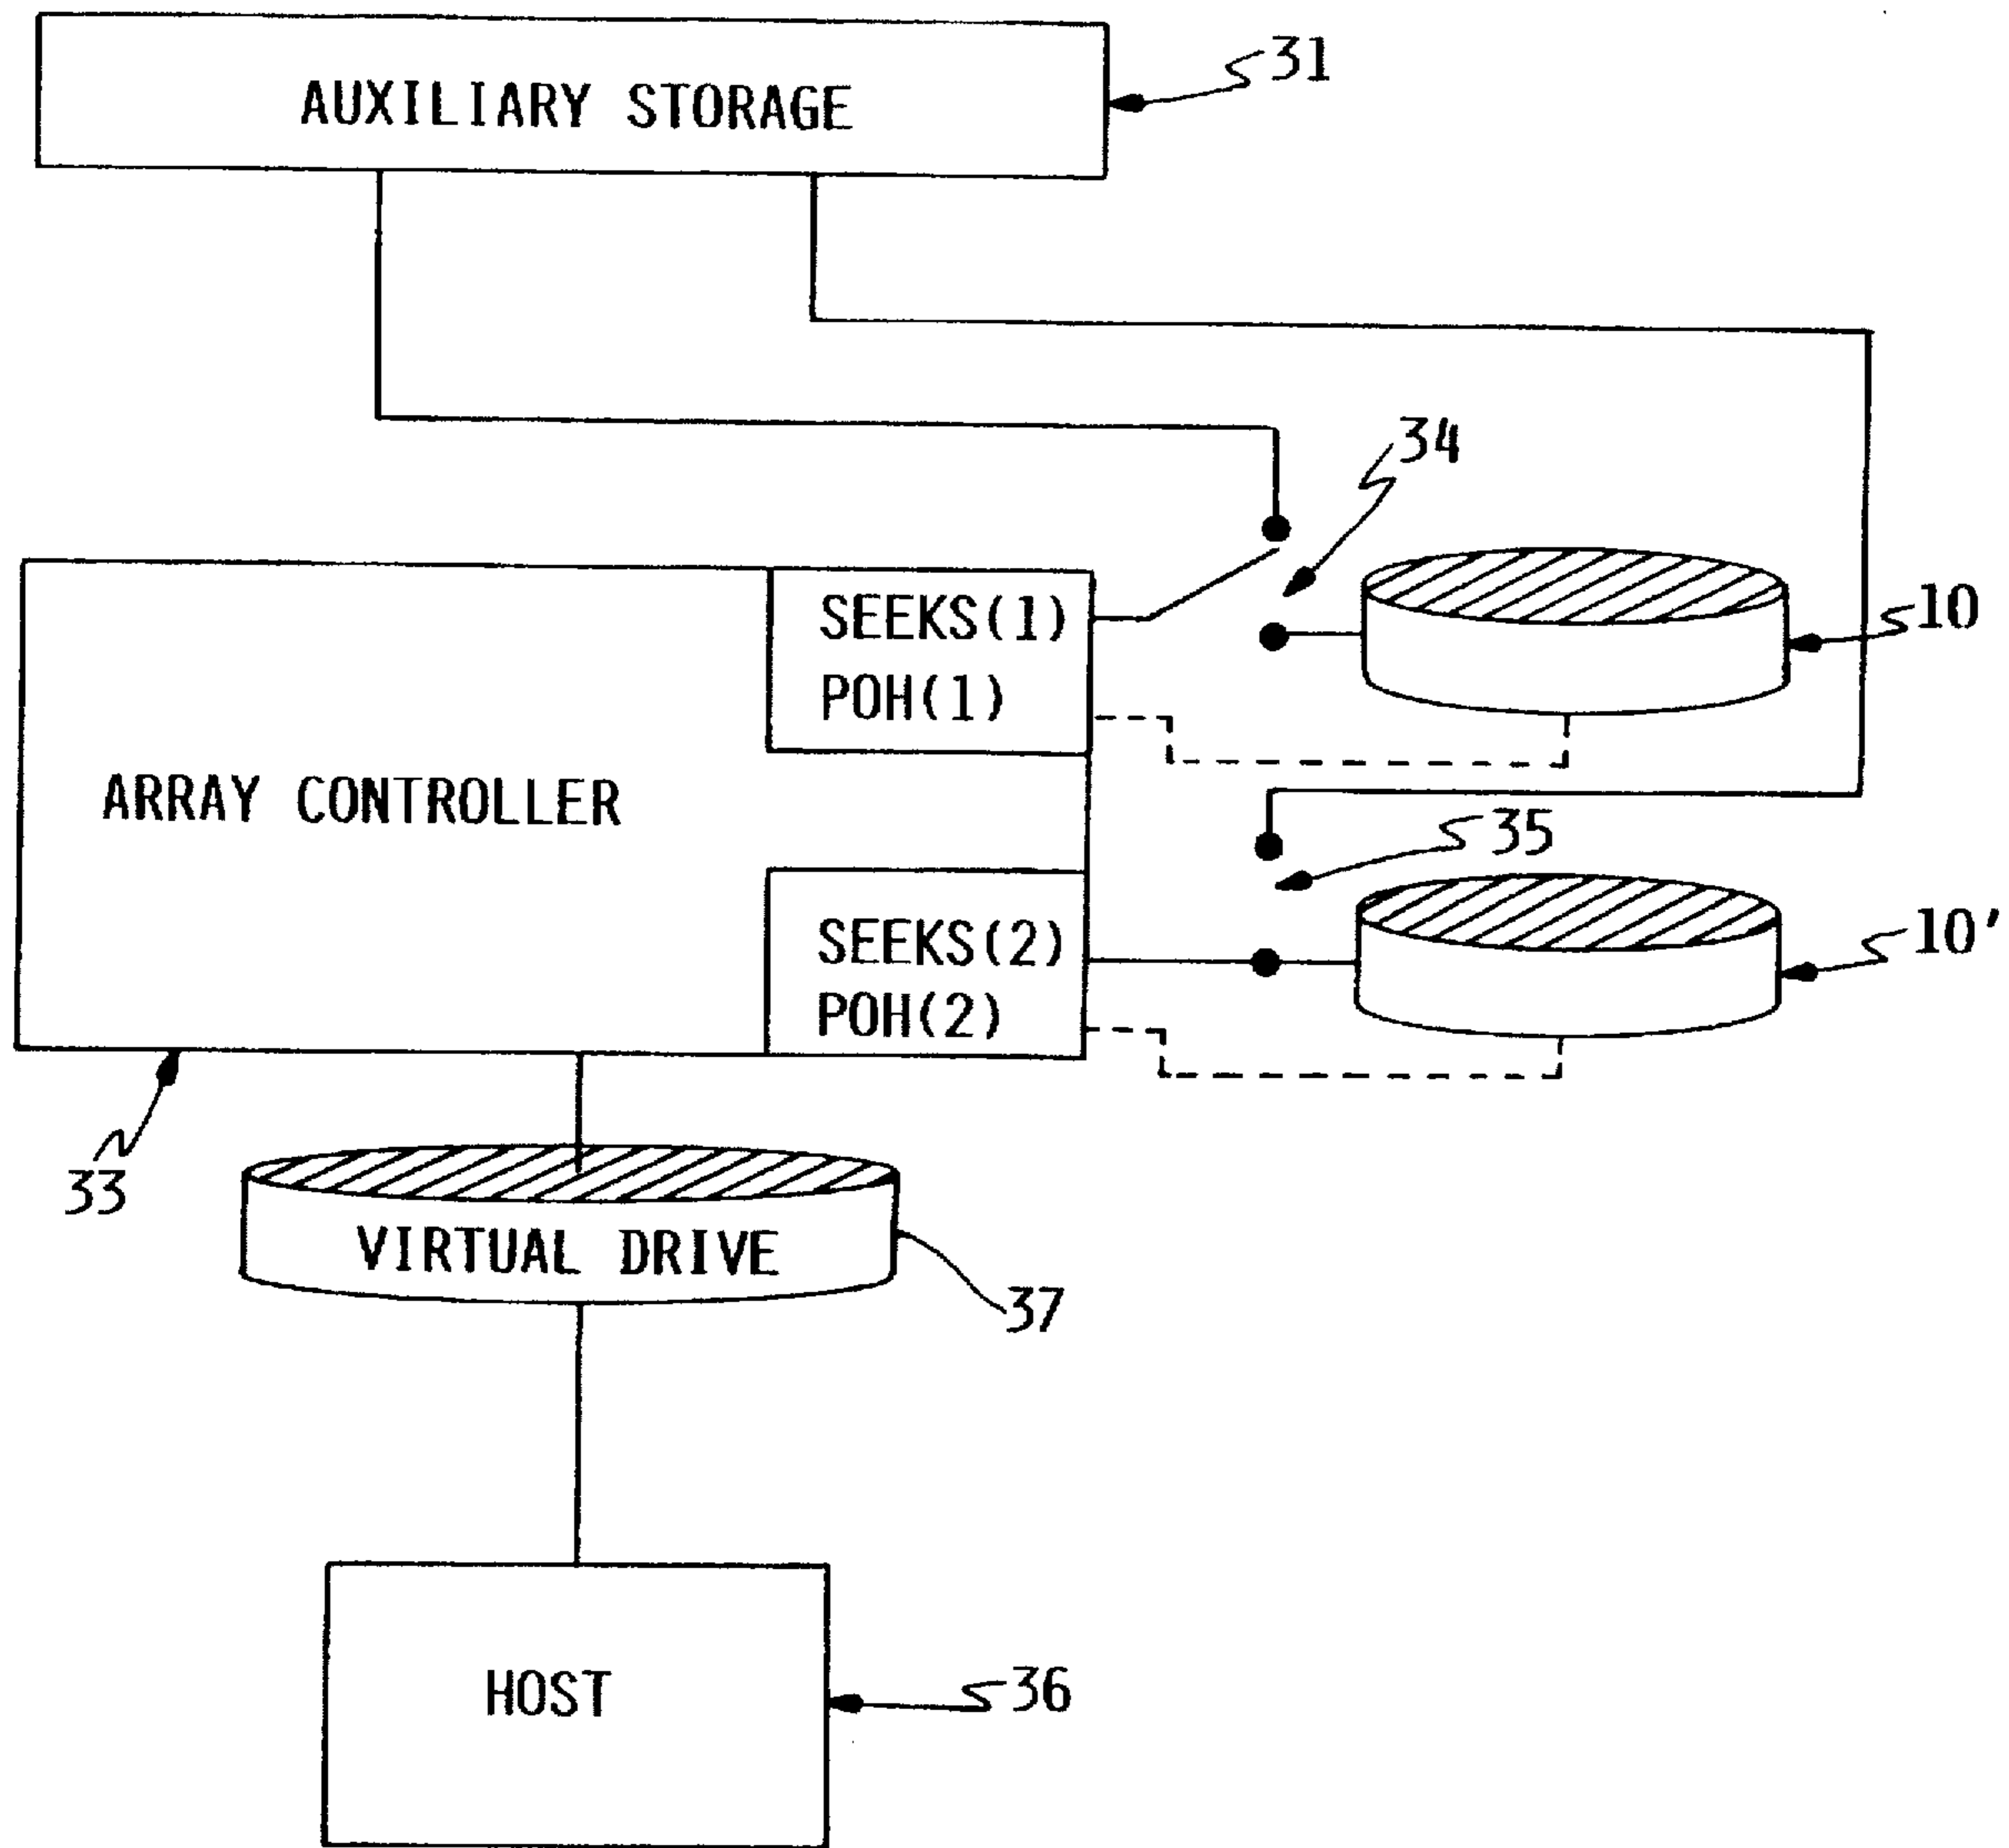 AUXILIARY STORAGE
31
34
SEEKS(1)
POH(1)
10
ARRAY CONTROLLER
35
SEEKS(2)
POH(2)
10'
33
VIRTUAL DRIVE
37
HOST
36